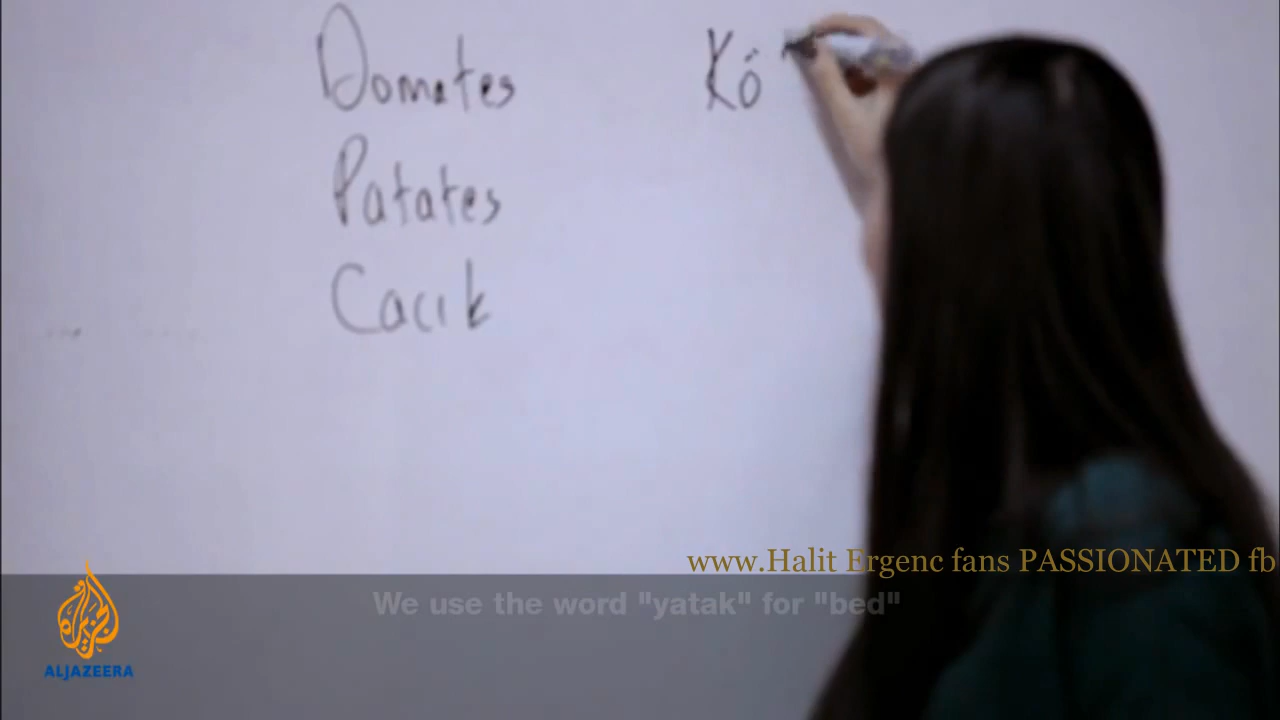 Domates
Kö
Patates
Cacık
www.Halit Ergenc fans PASSIONATED fb
We use the word "yatak" for "bed"
ALJAZEERA